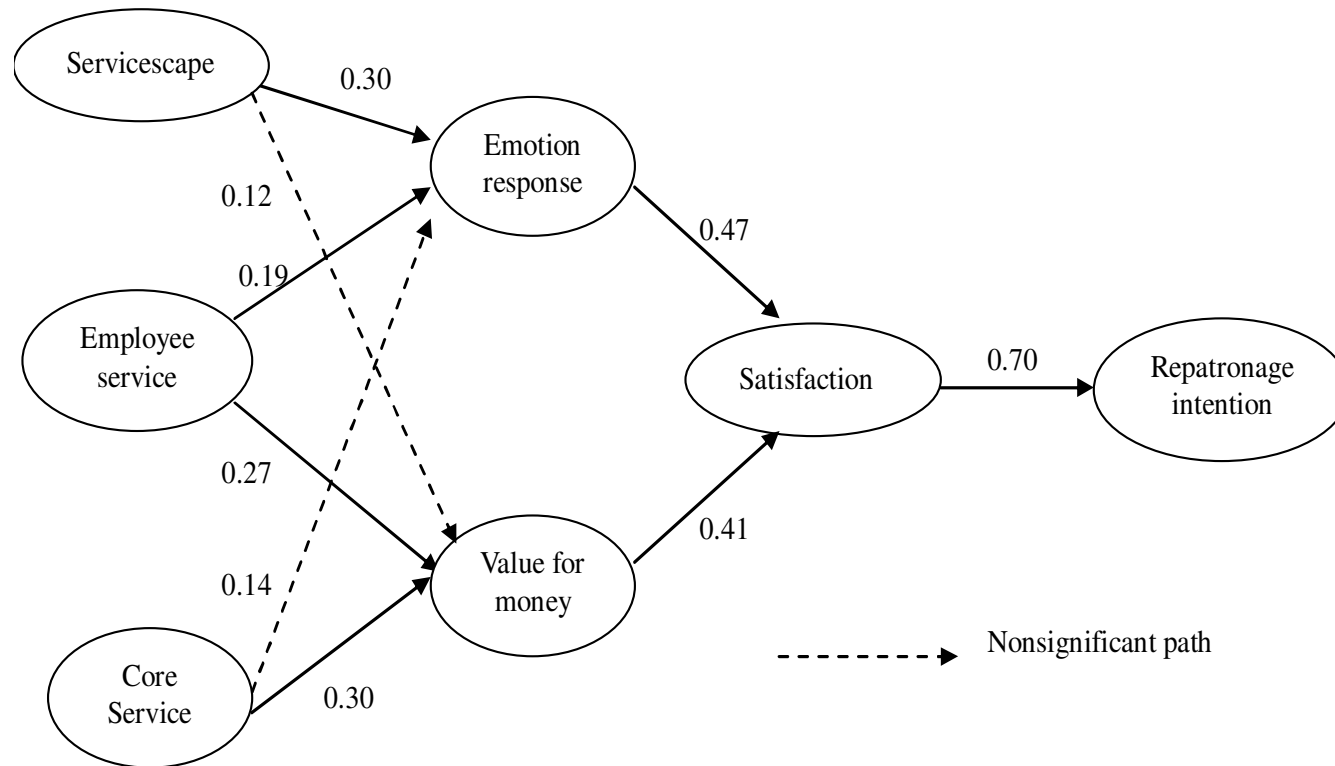 Servicescape
0.30
Emotion
response
0.12
0.47
0.19
Employee
service
Satisfaction
0.70
Repatronage
intention
0.27
0.41
0.14
Value for
money
Nonsignificant path
Core
Service
0.30